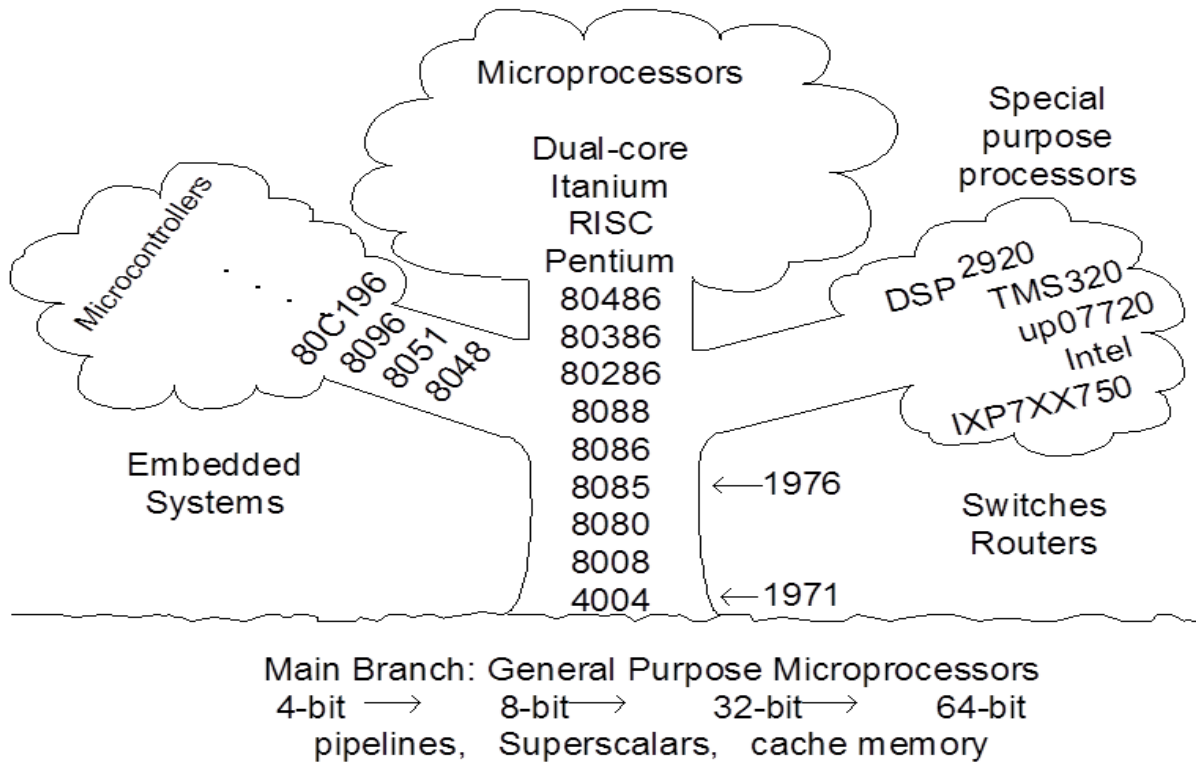 Microprocessors
Dual-core
Itanium
RISC
Pentium
80486
80386
80286
8088
8086
8085
8080
8008
4004
Microcontrollers
80C196
8096
8051
8048
Embedded
Systems
Special
purpose
processors
DSP 2920
TMS320
up07720
Intel
IXP7XX750
←1976
Switches
Routers
←1971
Main Branch: General Purpose Microprocessors
4-bit → 8-bit→ 32-bit→ 64-bit
pipelines, Superscalars, cache memory